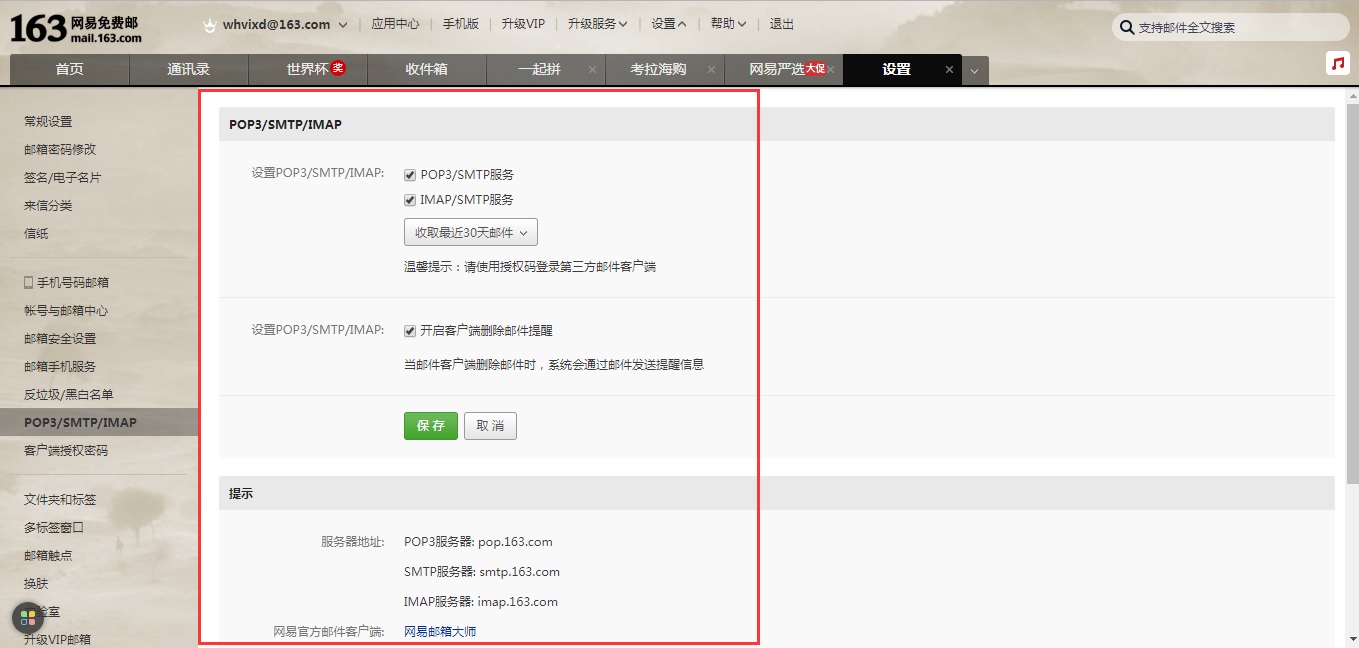 163 网易免费邮
mail.163.com
whvixd@163.com
应用中心 手机版 升级VIP 升级服务 设置 帮助 退出
支持邮件全文搜索
首页 通讯录 世界杯 奖 收件箱 一起拼 考拉海购 网易严选 大促 设置
常规设置
邮箱密码修改
签名/电子名片
来信分类
信纸
手机号码邮箱
帐号与邮箱中心
邮箱安全设置
邮箱手机服务
反垃圾/黑白名单
POP3/SMTP/IMAP
客户端授权密码
文件夹和标签
多标签窗口
邮箱触点
换肤
验室
升级VIP邮箱
POP3/SMTP/IMAP
设置POP3/SMTP/IMAP: POP3/SMTP服务
IMAP/SMTP服务
收取最近30天邮件
温馨提示：请使用授权码登录第三方邮件客户端
设置POP3/SMTP/IMAP: 开启客户端删除邮件提醒
当邮件客户端删除邮件时，系统会通过邮件发送提醒信息
保 存 取 消
提示
服务器地址: POP3服务器: pop.163.com
SMTP服务器: smtp.163.com
IMAP服务器: imap.163.com
网易官方邮件客户端: 网易邮箱大师